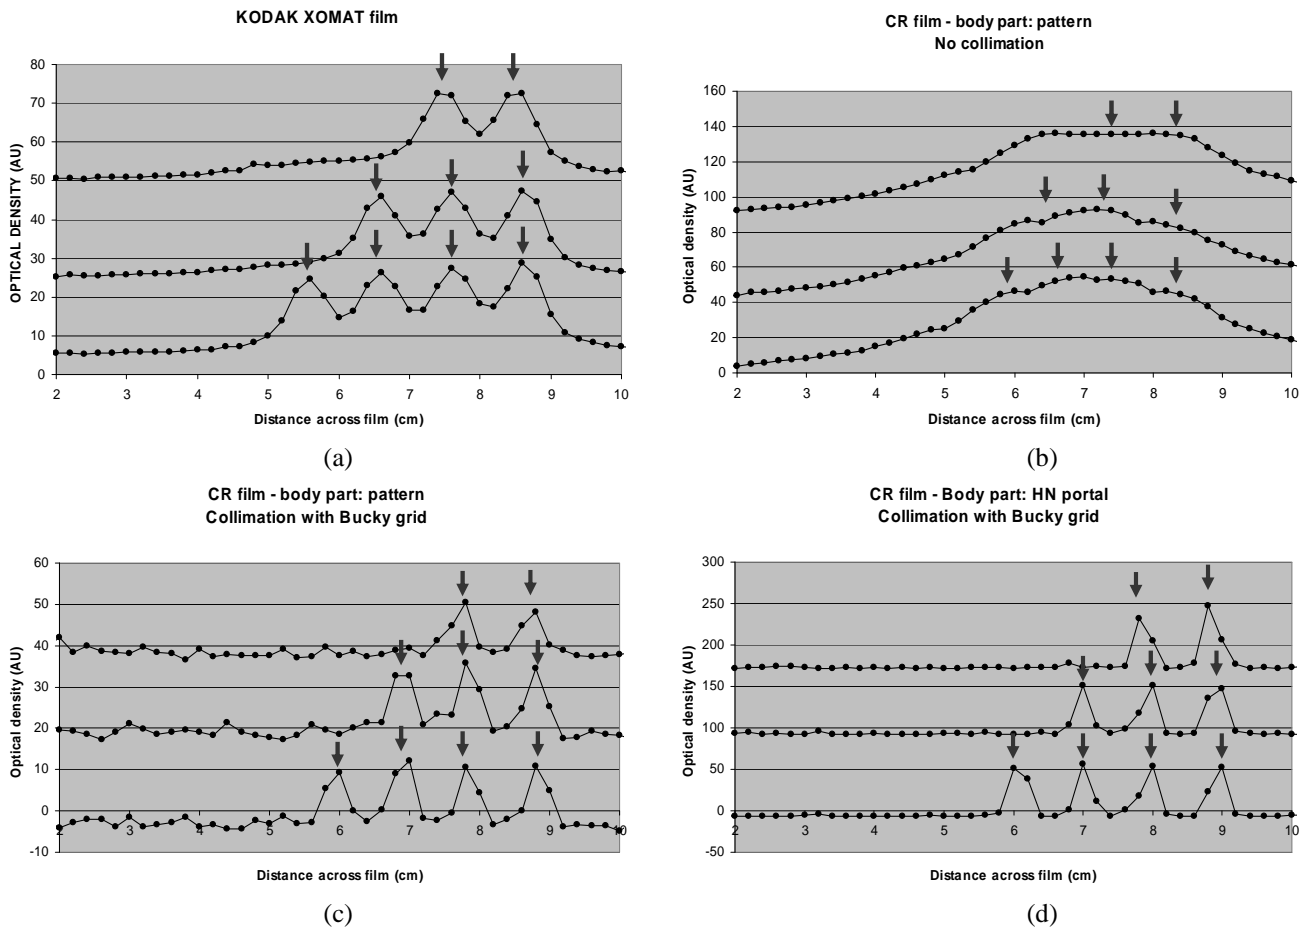 KODAK XOMAT film
OPTICAL DENSITY (AU)
80
70
60
50
40
30
20
10
0
2 3 4 5 6 7 8 9 10
Distance across film (cm)
(a)
CR film - body part: pattern
No collimation
Optical density (AU)
160
140
120
100
80
60
40
20
0
2 3 4 5 6 7 8 9 10
Distance across film (cm)
(b)
CR film - body part: pattern
Collimation with Bucky grid
Optical density (AU)
60
50
40
30
20
10
0
-10
2 3 4 5 6 7 8 9 10
Distance across film (cm)
(c)
CR film - Body part: HN portal
Collimation with Bucky grid
Optical density (AU)
300
250
200
150
100
50
0
-50
2 3 4 5 6 7 8 9 10
Distance across film (cm)
(d)